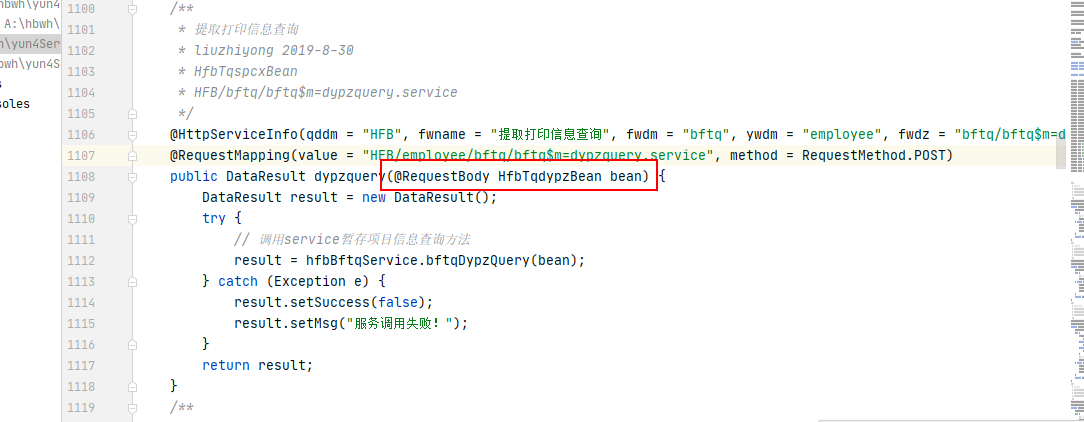 hbwh\yun4
A:\hbwh\
h\yun4Ser
bwh\yun4S
s
soles
1100 /**
1101 * 提取打印信息查询
1102 * liuzhiyong 2019-8-30
1103 * HfbTqspcxBean
1104 * HFB/bftq/bftq$m=dypzquery.service
1105 */
1106 @HttpServiceInfo(qddm = "HFB", fwname = "提取打印信息查询", fwdm = "bftq", ywdm = "employee", fwdz = "bftq/bftq$m=d
1107 @RequestMapping(value = "HFB/employee/bftq/bftq$m=dypzquery.service", method = RequestMethod.POST)
1108 public DataResult dypzquery(@RequestBody HfbTqdypzBean bean) {
1109 DataResult result = new DataResult();
1110 try {
1111 // 调用service暂存项目信息查询方法
1112 result = hfbBftqService.bftqDypzQuery(bean);
1113 } catch (Exception e) {
1114 result.setSuccess(false);
1115 result.setMsg("服务调用失败！");
1116 }
1117 return result;
1118 }
1119 /**